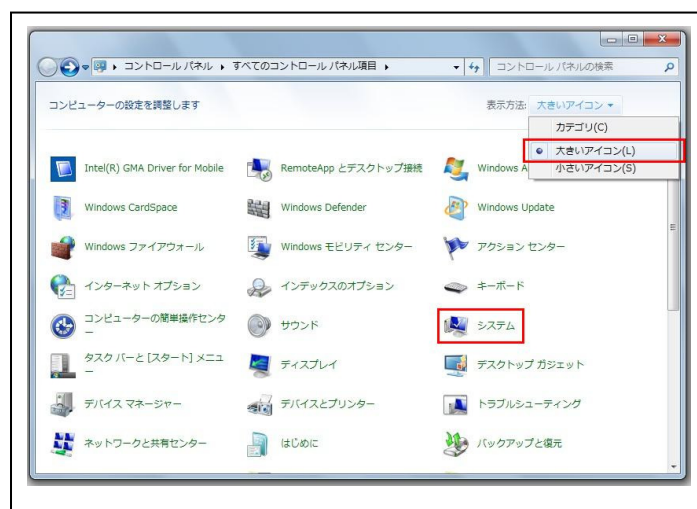 コントロール パネル ▸ すべてのコントロール パネル項目 ▸
コントロール パネルの検索
コンピューターの設定を調整します
表示方法: 大きいアイコン
カテゴリ(C)
大きいアイコン(L)
小さいアイコン(S)
Intel(R) GMA Driver for Mobile
RemoteApp とデスクトップ接続
Windows A
Windows CardSpace
Windows Defender
Windows Update
Windows ファイアウォール
Windows モビリティ センター
アクション センター
インターネット オプション
インデックスのオプション
キーボード
コンピューターの簡単操作センタ
ー
サウンド
システム
タスク バーと [スタート] メニュ
ー
ディスプレイ
デスクトップ ガジェット
デバイス マネージャー
デバイスとプリンター
トラブルシューティング
ネットワークと共有センター
はじめに
バックアップと復元